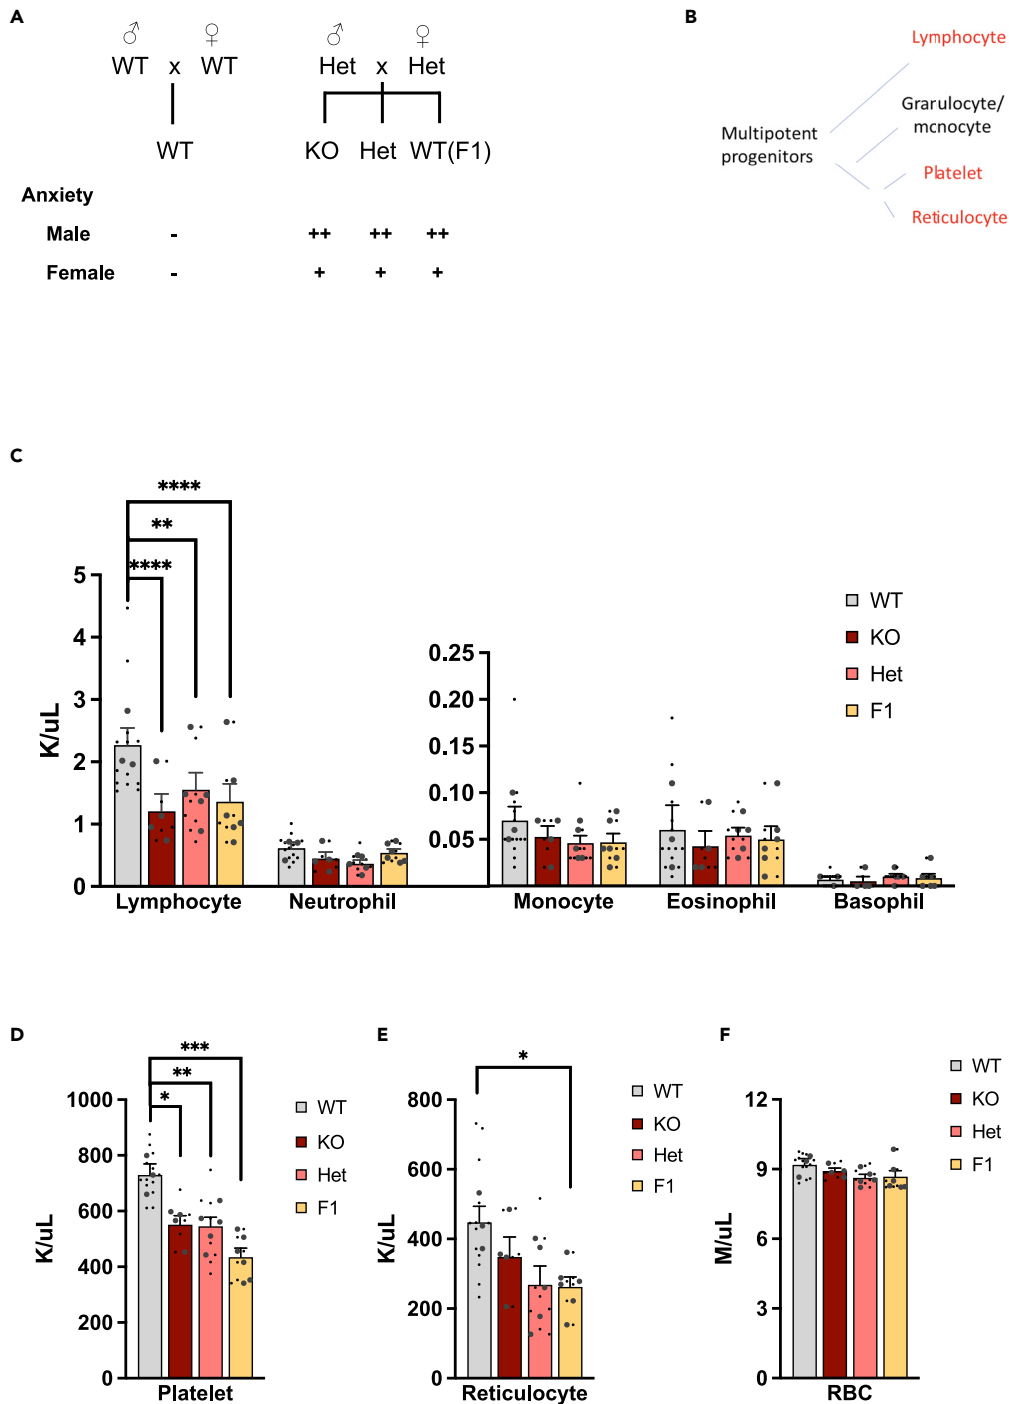 A
♂ ♀ ♂ ♀
WT x WT Het x Het
WT KO Het WT(F1)
Anxiety
Male - ++ ++ ++
Female - + + +
B
Lymphocyte
Grarulocyte/
mcnocyte
Multipotent
progenitors
Platelet
Reticulocyte
C
****
**
****
5
4
3
2
1
0
K/uL
Lymphocyte
Neutrophil
0.25
0.20
0.15
0.10
0.05
Monocyte
Eosinophil
Basophil
WT
KO
Het
F1
D
***
**
*
1000
800
600
400
200
0
K/uL
Platelet
WT
KO
Het
F1
E
*
800
600
400
200
0
K/uL
Reticulocyte
WT
KO
Het
F1
F
12
9
6
3
0
M/uL
RBC
WT
KO
Het
F1